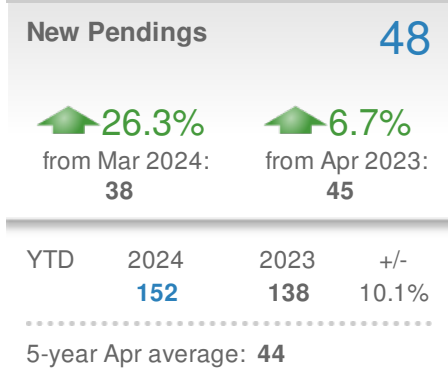 New Pendings 48
26.3% 6.7%
from Mar 2024: from Apr 2023:
38 45
YTD 2024 2023 +/-
152 138 10.1%
5-year Apr average: 44